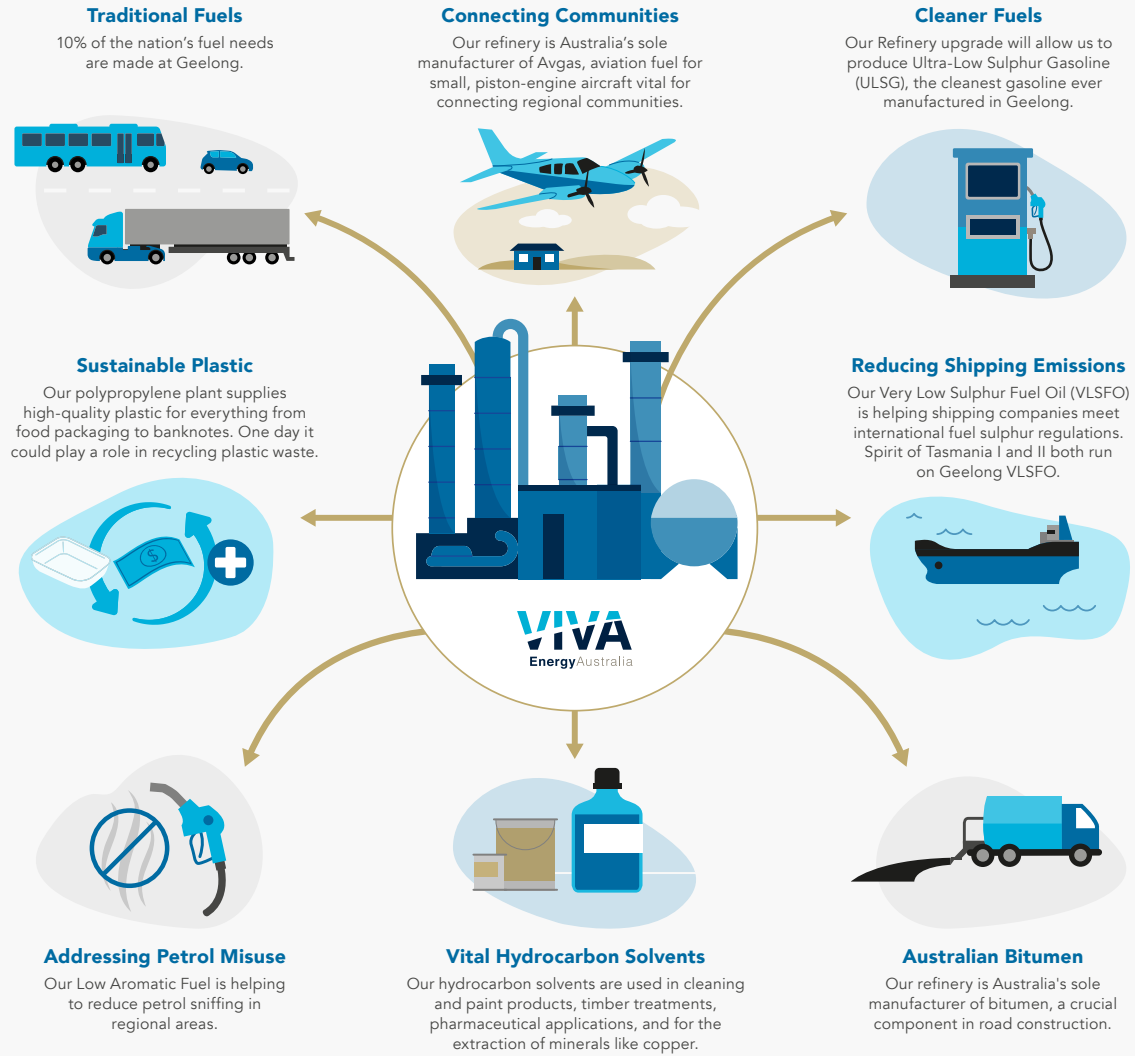 Traditional Fuels
10% of the nation’s fuel needs
are made at Geelong.
Connecting Communities
Our refinery is Australia’s sole
manufacturer of Avgas, aviation fuel for
small, piston-engine aircraft vital for
connecting regional communities.
Cleaner Fuels
Our Refinery upgrade will allow us to
produce Ultra-Low Sulphur Gasoline
(ULSG), the cleanest gasoline ever
manufactured in Geelong.
Sustainable Plastic
Our polypropylene plant supplies
high-quality plastic for everything from
food packaging to banknotes. One day it
could play a role in recycling plastic waste.
$
Reducing Shipping Emissions
Our Very Low Sulphur Fuel Oil (VLSFO)
is helping shipping companies meet
international fuel sulphur regulations.
Spirit of Tasmania I and II both run
on Geelong VLSFO.
VIVA
EnergyAustralia
Addressing Petrol Misuse
Our Low Aromatic Fuel is helping
to reduce petrol sniffing in
regional areas.
Vital Hydrocarbon Solvents
Our hydrocarbon solvents are used in cleaning
and paint products, timber treatments,
pharmaceutical applications, and for the
extraction of minerals like copper.
Australian Bitumen
Our refinery is Australia's sole
manufacturer of bitumen, a crucial
component in road construction.